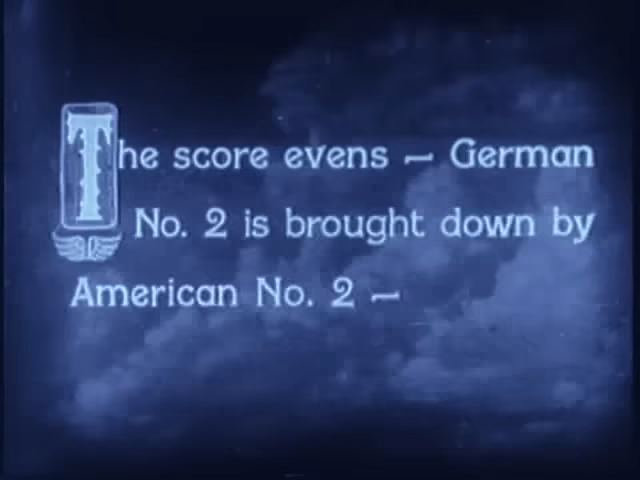 The score evens — German
No. 2 is brought down by
American No. 2 —